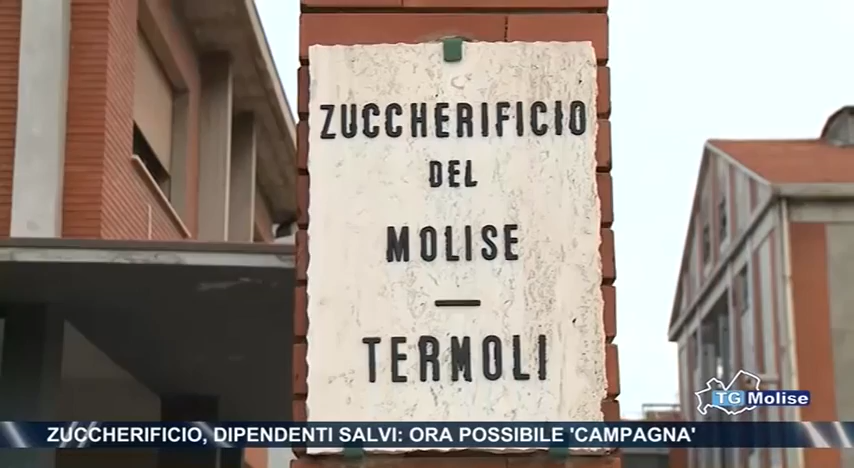 ZUCCHERIFICIO
DEL
MOLISE
—
TERMOLI
TG Molise
ZUCCHERIFICIO, DIPENDENTI SALVI: ORA POSSIBILE 'CAMPAGNA'